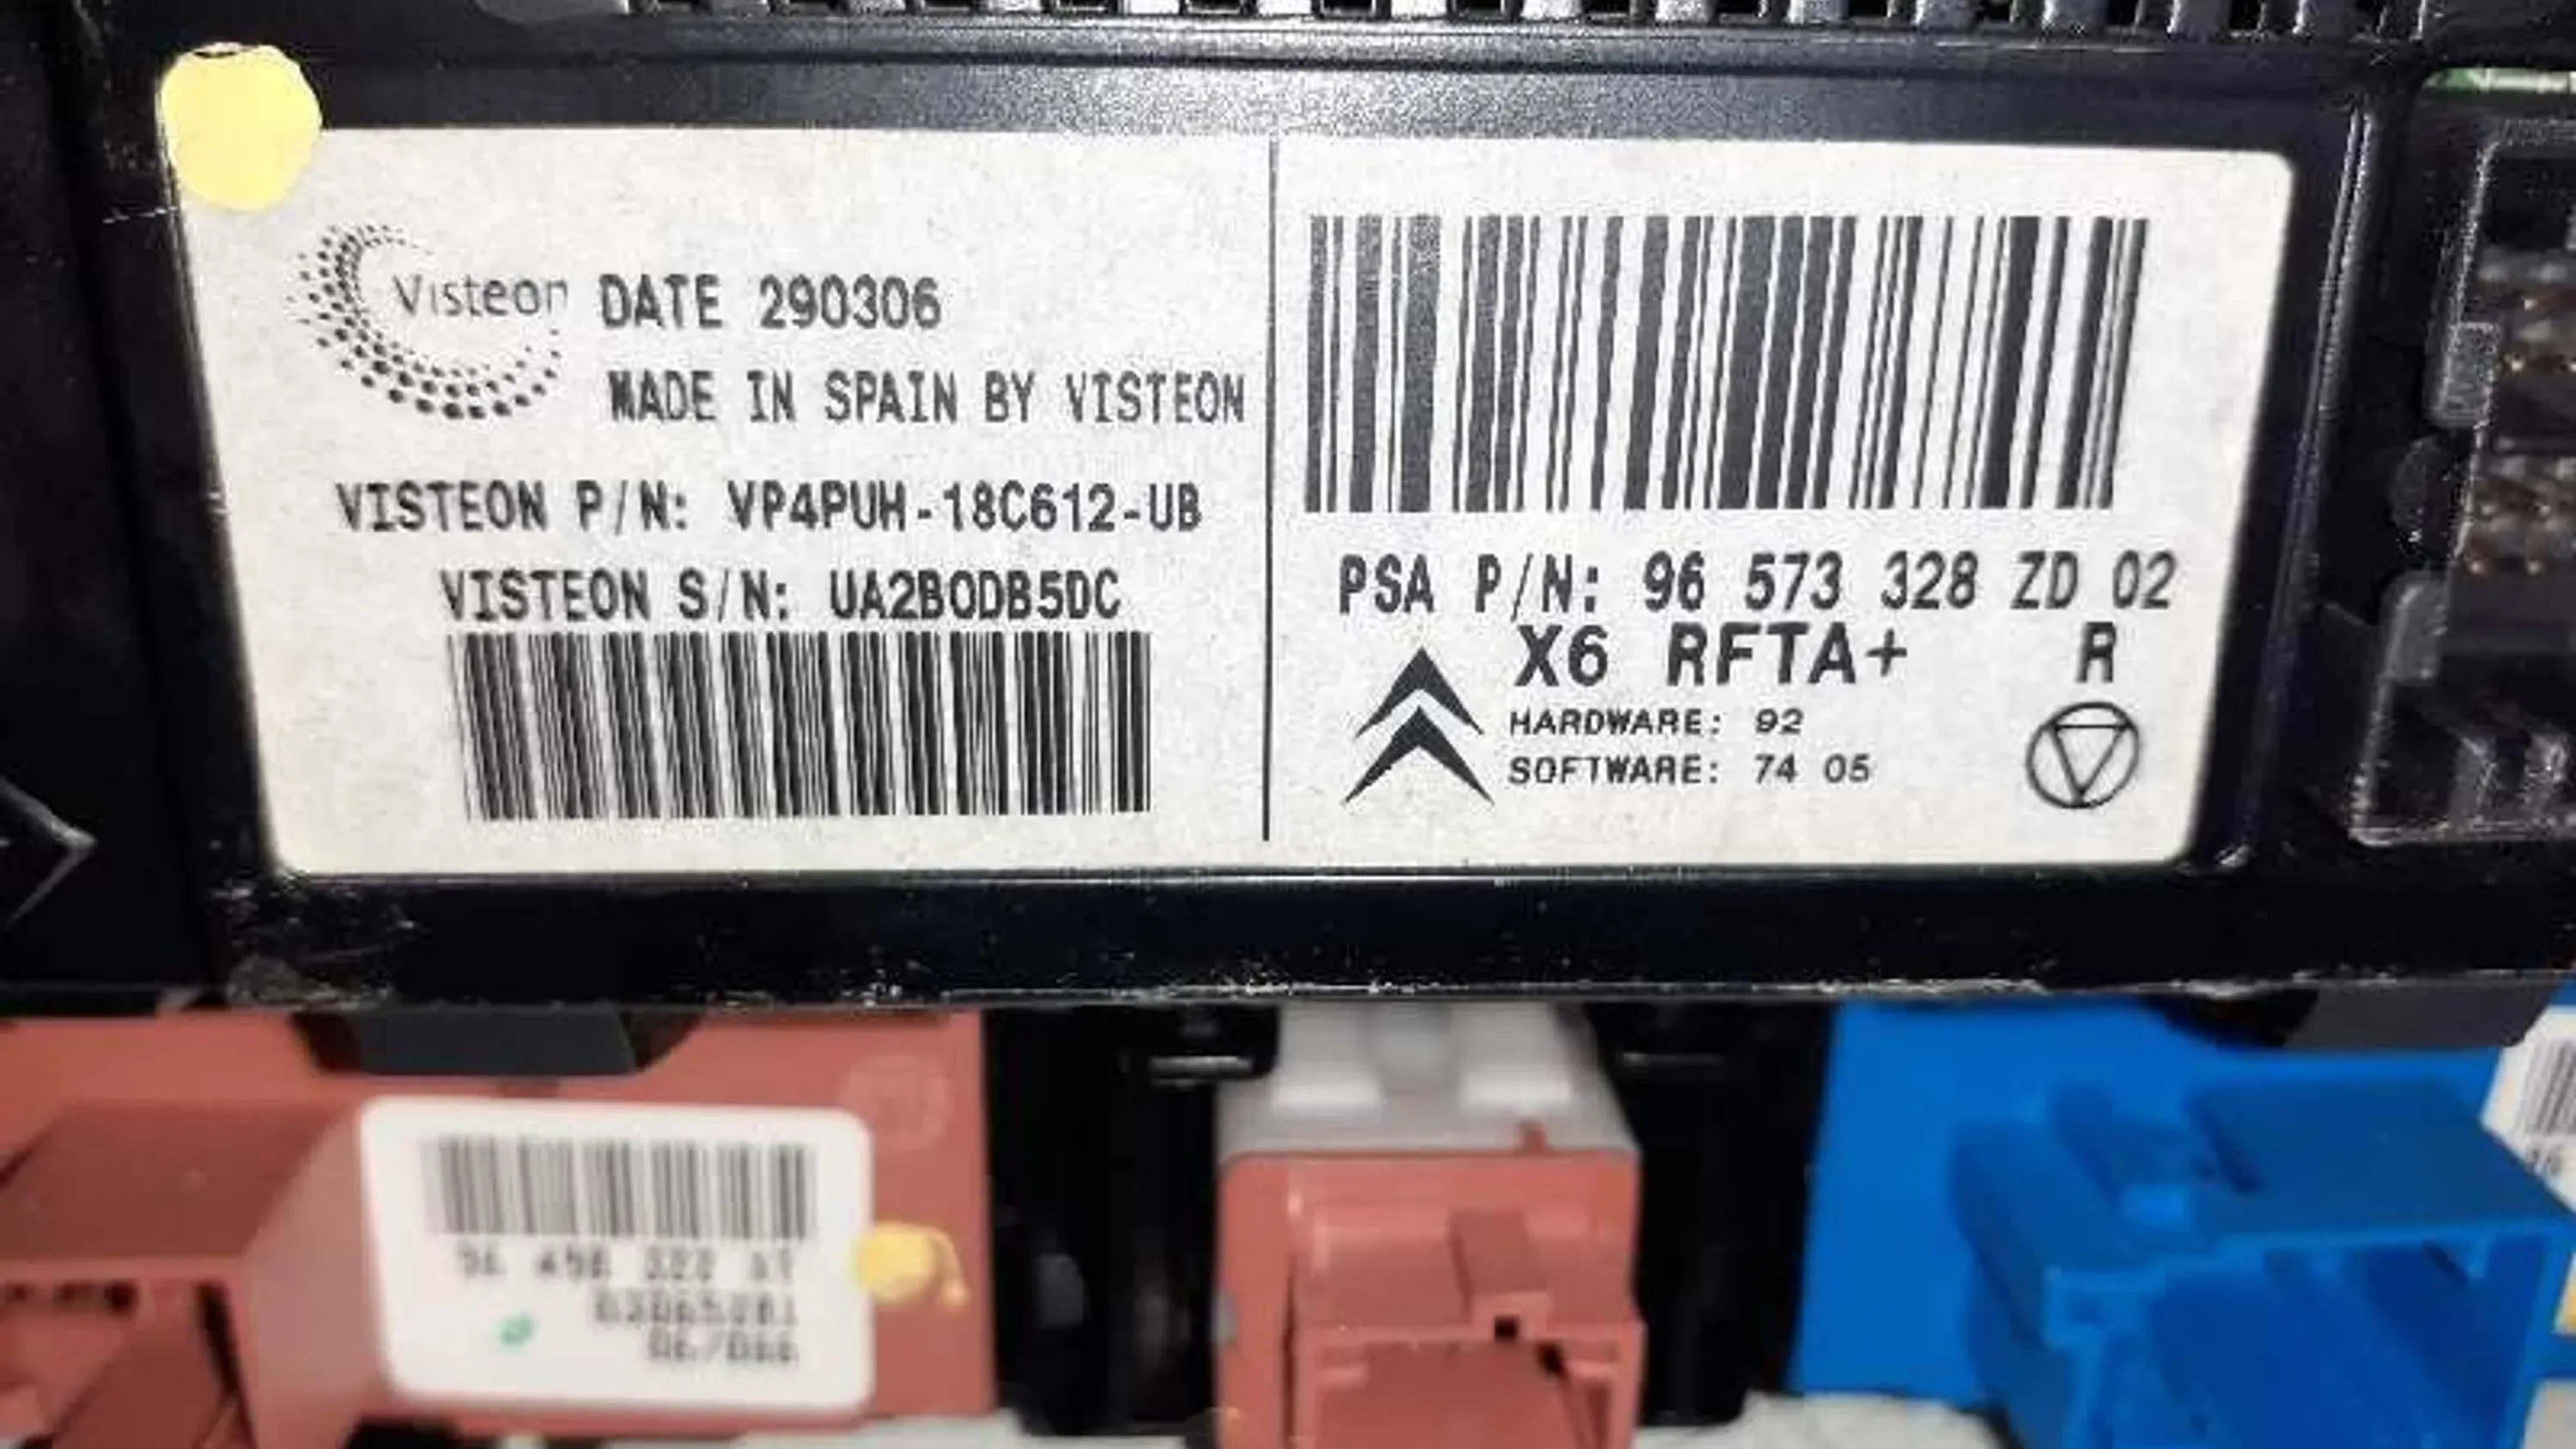 Visteon DATE 290306
MADE IN SPAIN BY VISTEON
VISTEON P/N: VP4PUH-18C612-UB
VISTEON S/N: UA2BODB5DC
PSA P/N: 96 573 328 ZD 02
X6 RFTA+ R
HARDWARE: 92
SOFTWARE: 74 05